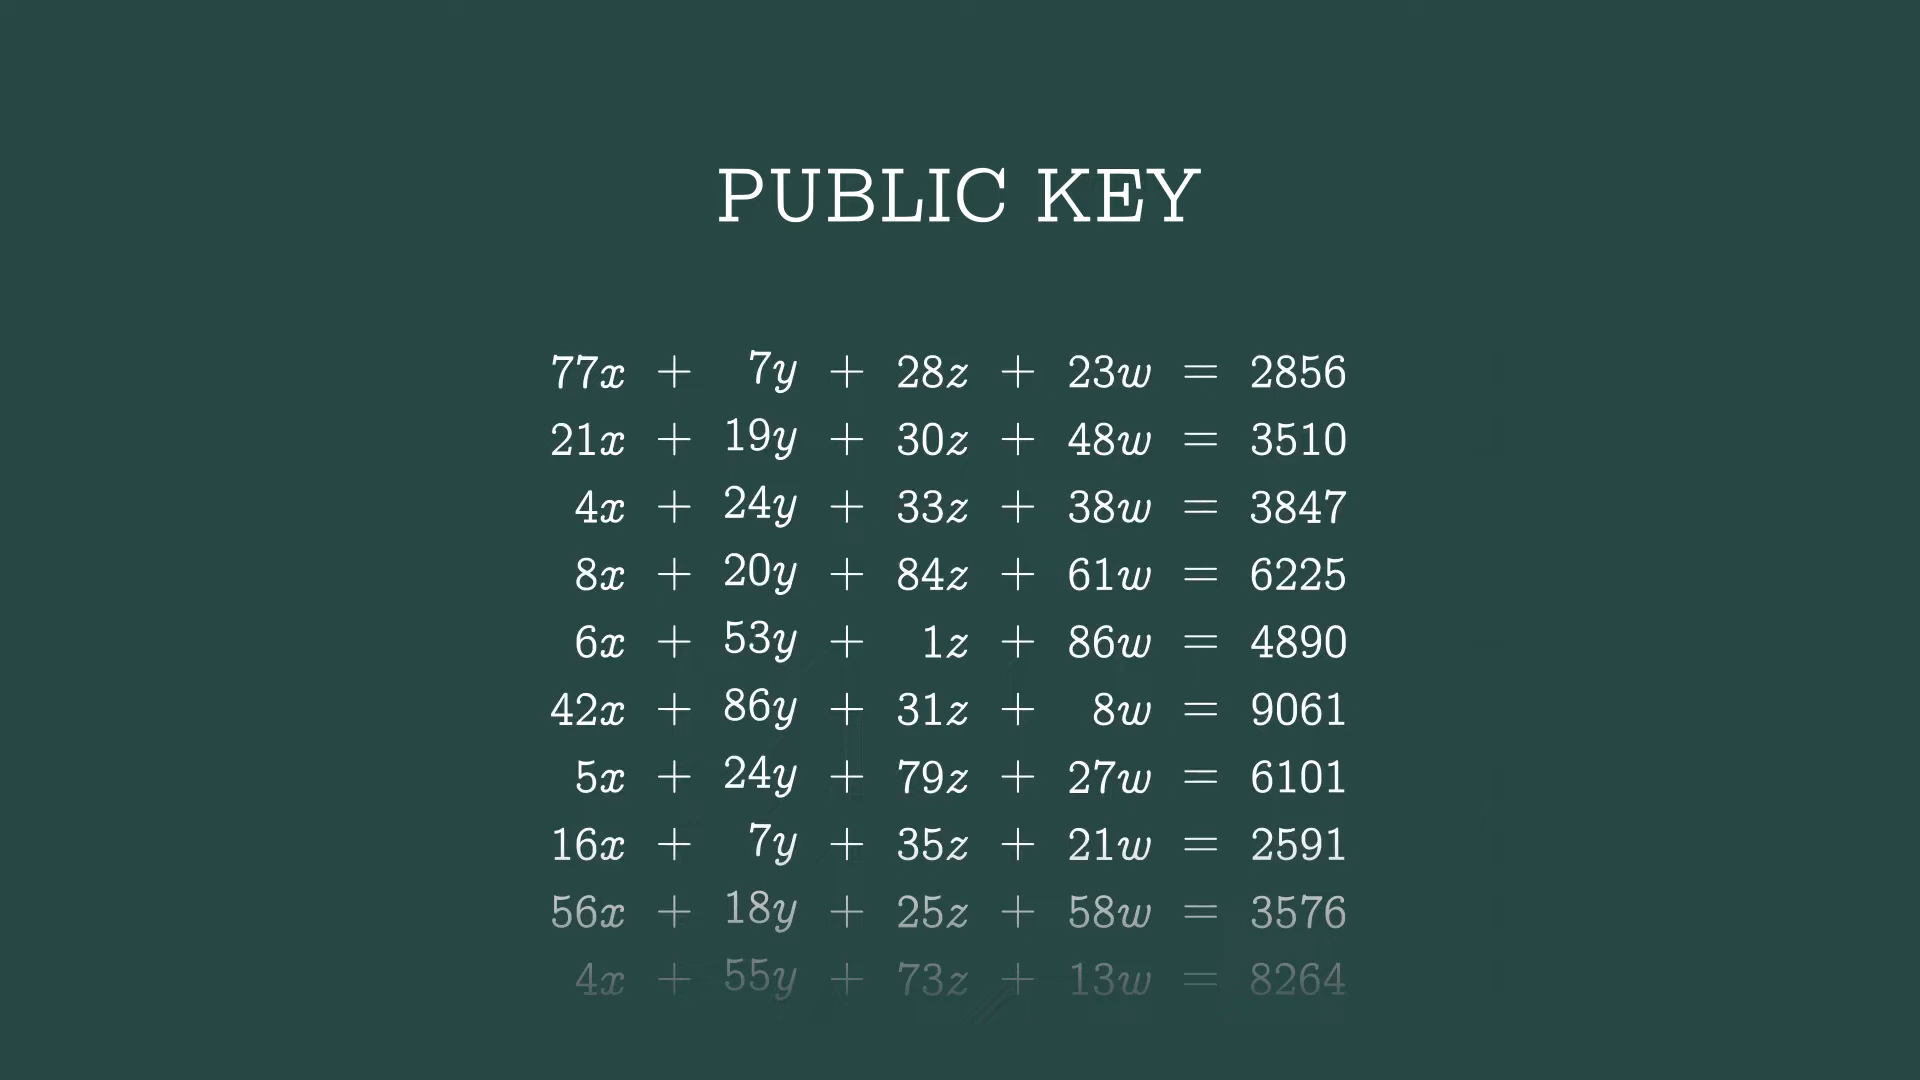 PUBLIC KEY
77x + 7y + 28z + 23w = 2856
21x + 19y + 30z + 48w = 3510
4x + 24y + 33z + 38w = 3847
8x + 20y + 84z + 61w = 6225
6x + 53y + 1z + 86w = 4890
42x + 86y + 31z + 8w = 9061
5x + 24y + 79z + 27w = 6101
16x + 7y + 35z + 21w = 2591
56x + 18y + 25z + 58w = 3576
4x + 55y + 73z + 13w = 8264